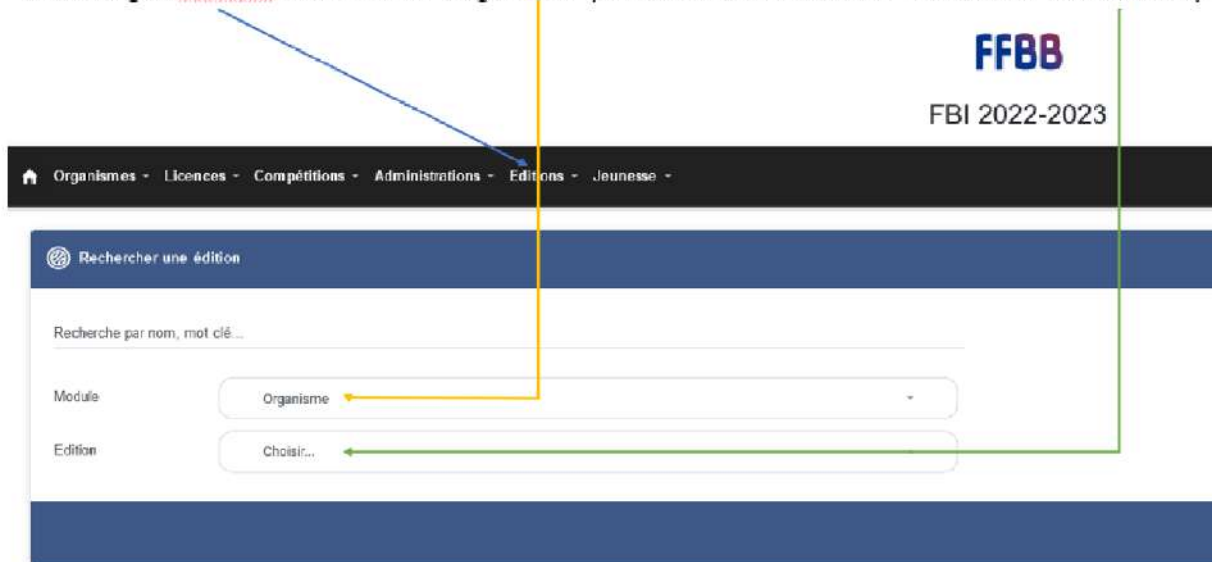 FFBB
FBI 2022-2023
Organismes - Licences - Compétitions - Administrations - Editions - Jeunesse -
Rechercher une édition
Recherche par nom, mot clé...
Module Organisme
Edition Choisir...